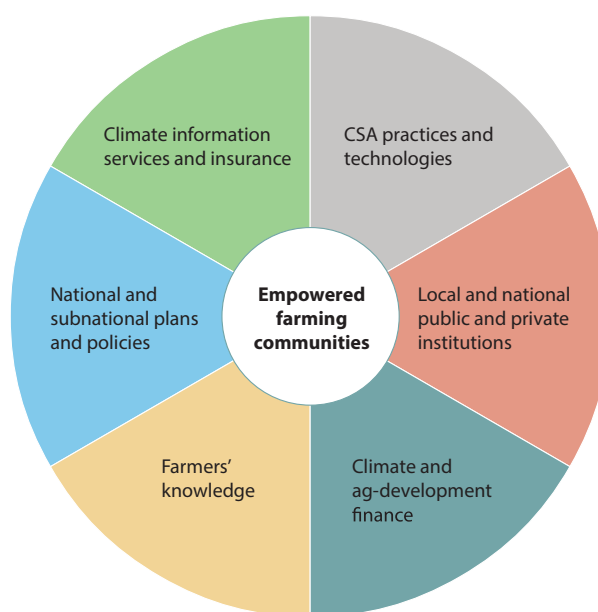 Climate information
services and insurance
CSA practices and
technologies
National and
subnational plans
and policies
Empowered
farming
communities
Local and national
public and private
institutions
Farmers’
knowledge
Climate and
ag-development
finance